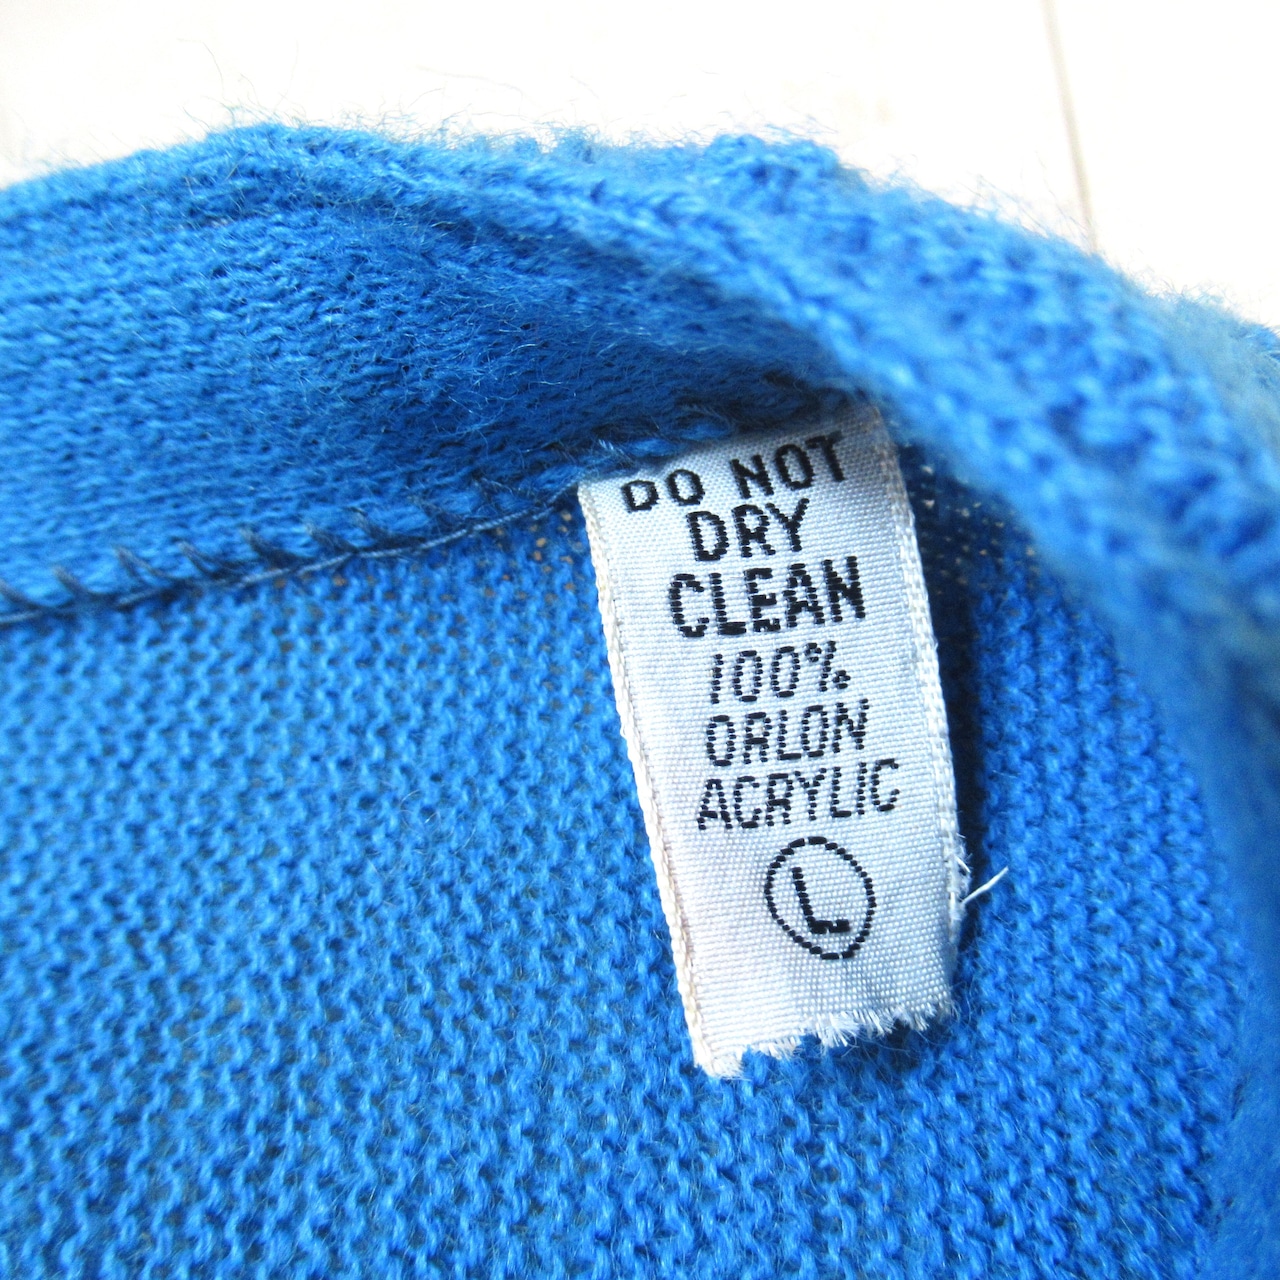 DO NOT
DRY
CLEAN
100%
ORLON
ACRYLIC
L